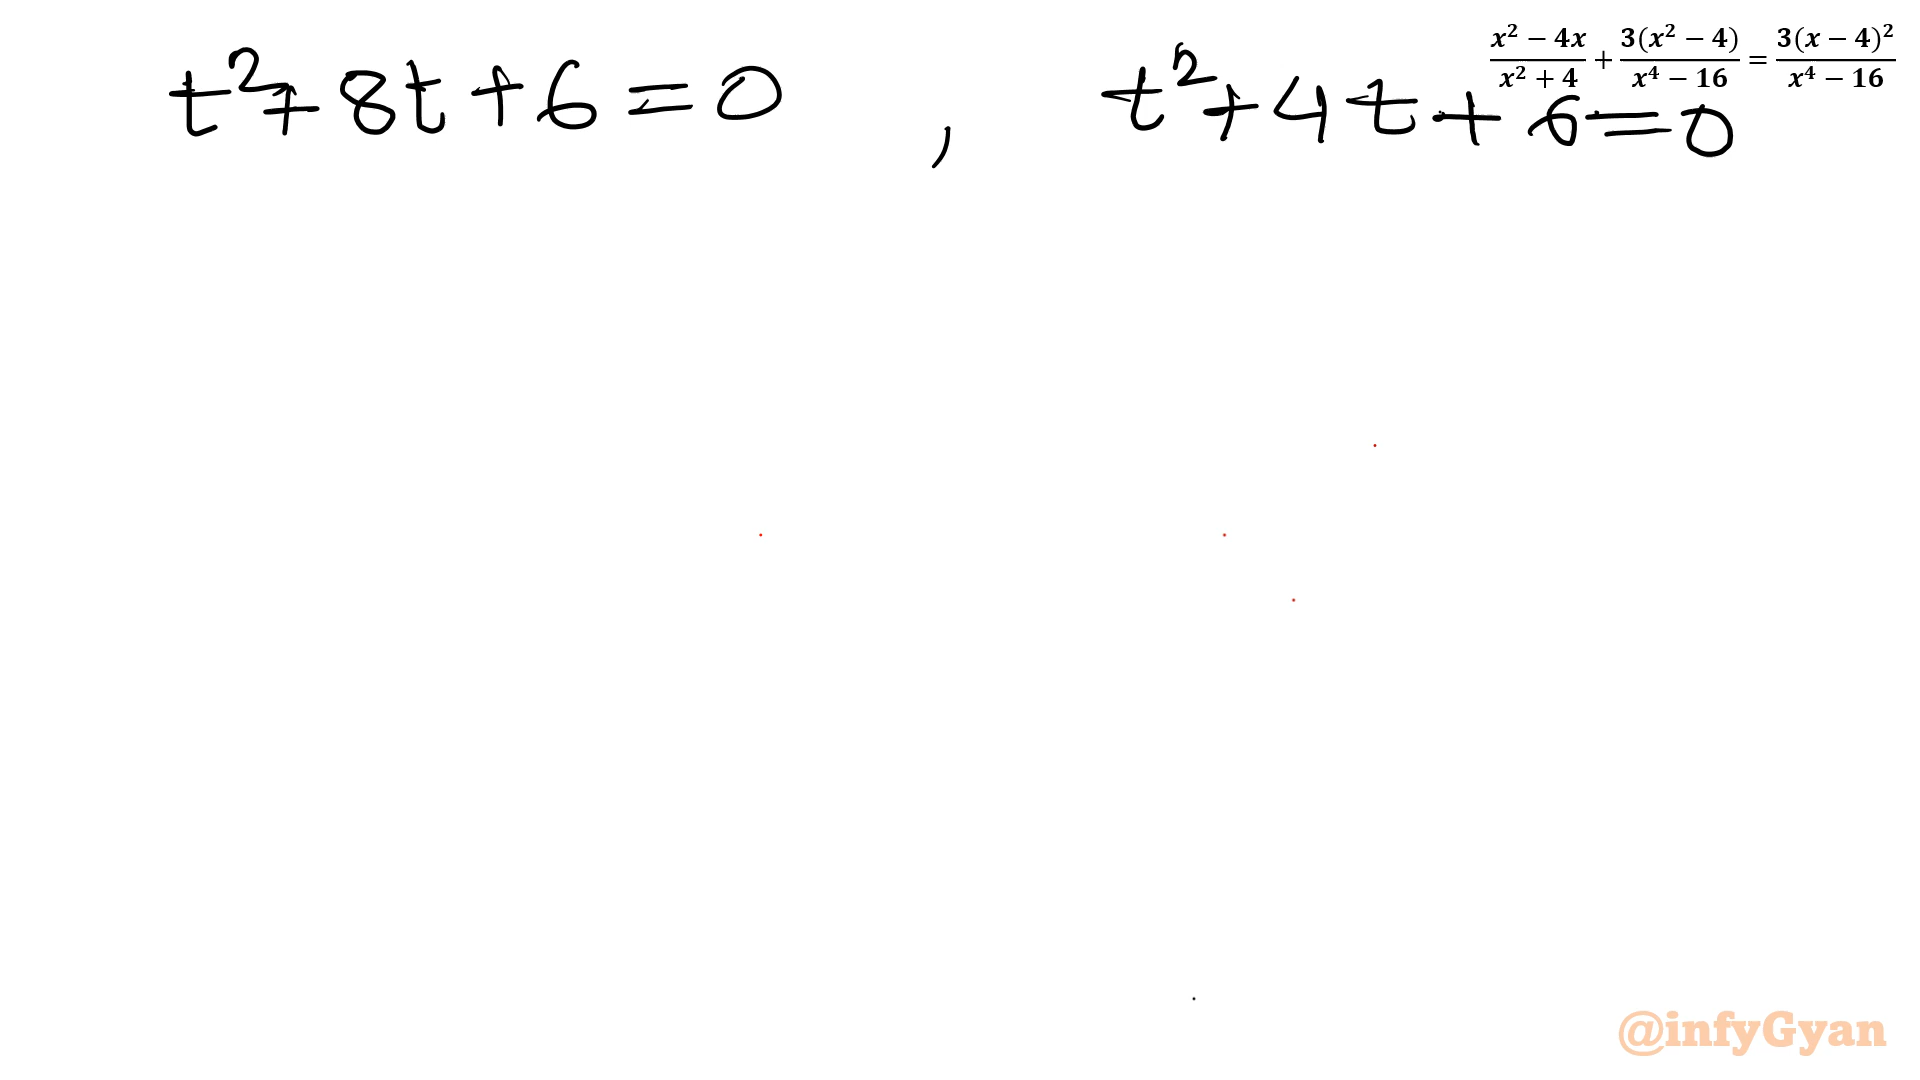 t² + 8t + 6 = 0 , t² + 4t + 6 = 0
(x² − 4x)/(x² + 4) + 3(x² − 4)/(x⁴ − 16) = 3(x − 4)²/(x⁴ − 16)
@infyGyan